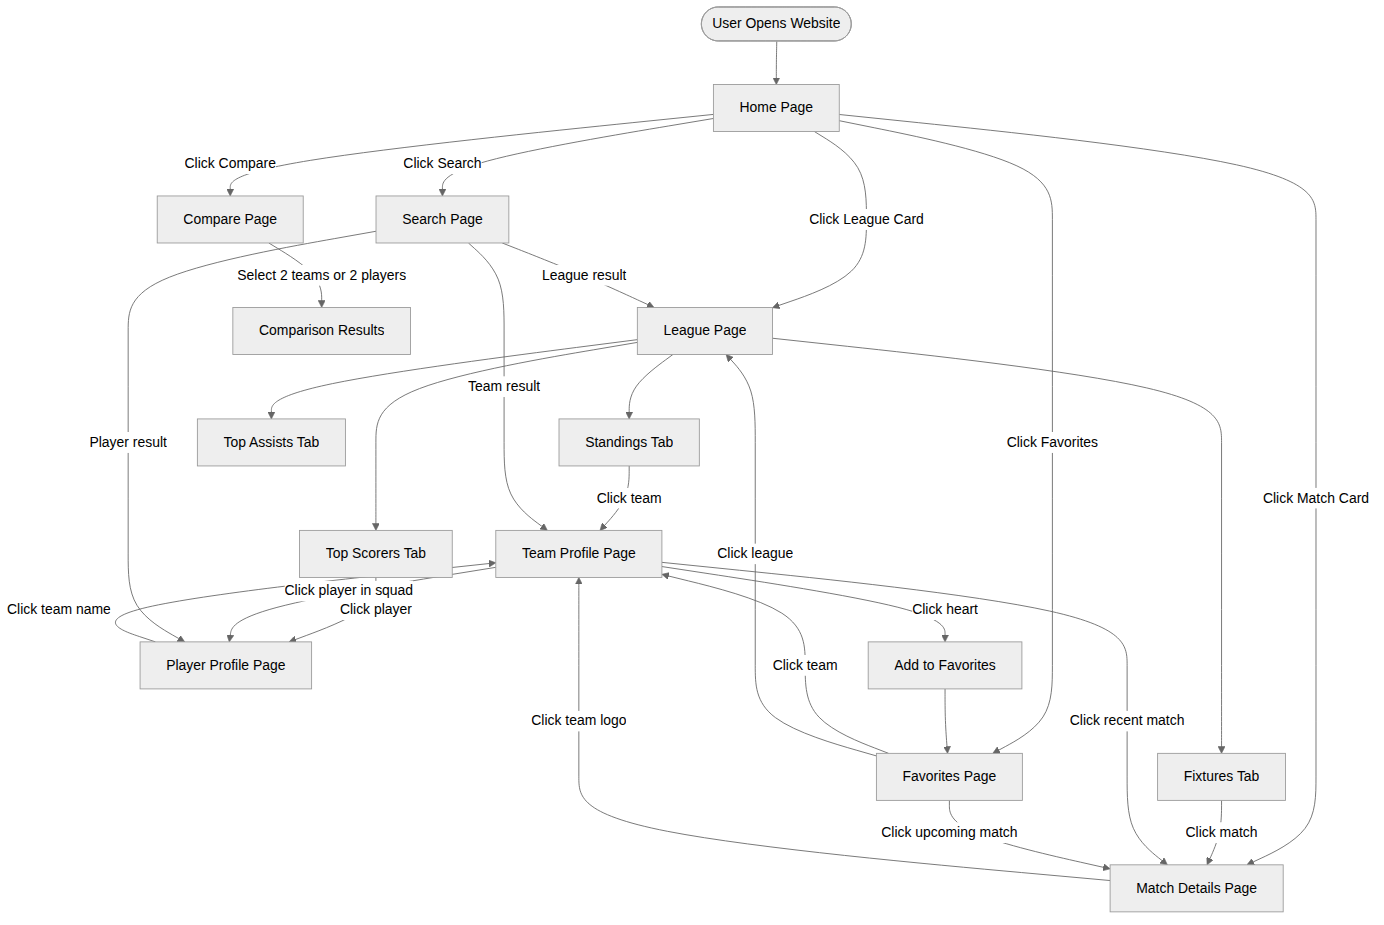 User Opens Website
Home Page
Click Compare
Click Search
Compare Page
Search Page
Click League Card
Select 2 teams or 2 players
League result
Comparison Results
League Page
Team result
Top Assists Tab
Player result
Standings Tab
Click Favorites
Click team
Click Match Card
Top Scorers Tab
Team Profile Page
Click league
Click player in squad
Click team name
Click player
Click heart
Player Profile Page
Click team
Add to Favorites
Click team logo
Click recent match
Favorites Page
Fixtures Tab
Click upcoming match
Click match
Match Details Page